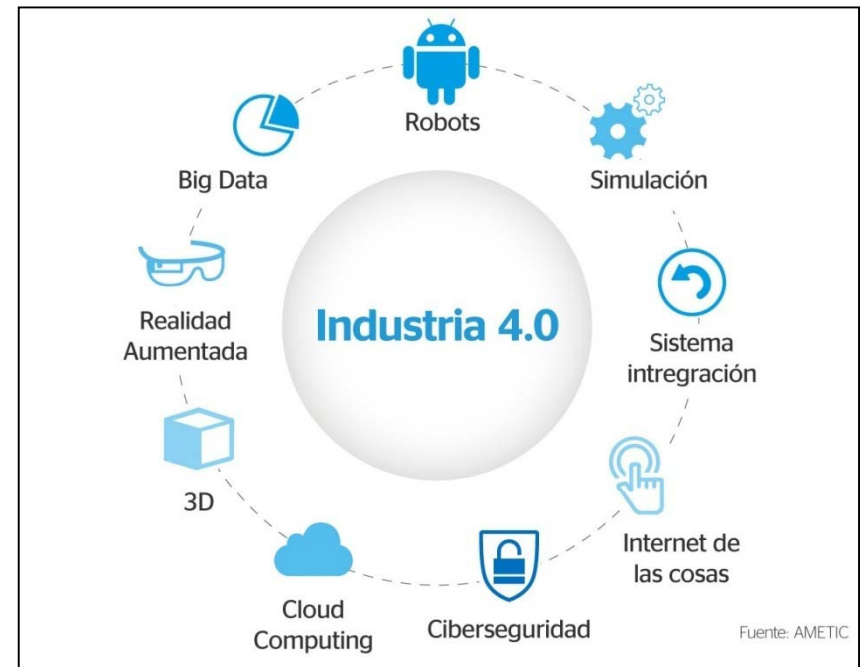 Robots
Simulación
Sistema
intregración
Internet de
las cosas
Ciberseguridad
Cloud
Computing
3D
Realidad
Aumentada
Big Data
Industria 4.0
Fuente: AMETIC